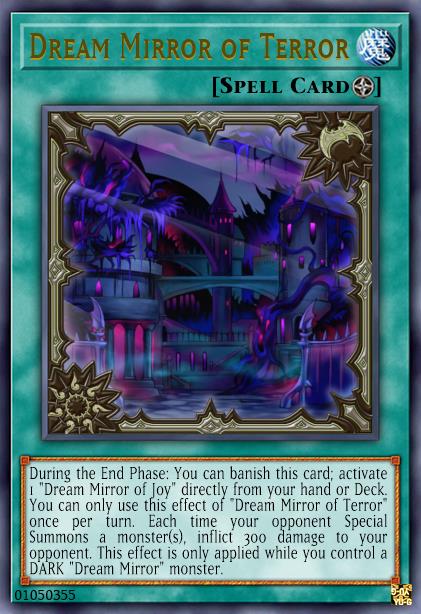 Dream Mirror of Terror 魔
[Spell Card]
During the End Phase: You can banish this card; activate
1 "Dream Mirror of Joy" directly from your hand or Deck.
You can only use this effect of "Dream Mirror of Terror"
once per turn. Each time your opponent Special
Summons a monster(s), inflict 300 damage to your
opponent. This effect is only applied while you control a
DARK "Dream Mirror" monster.
01050355